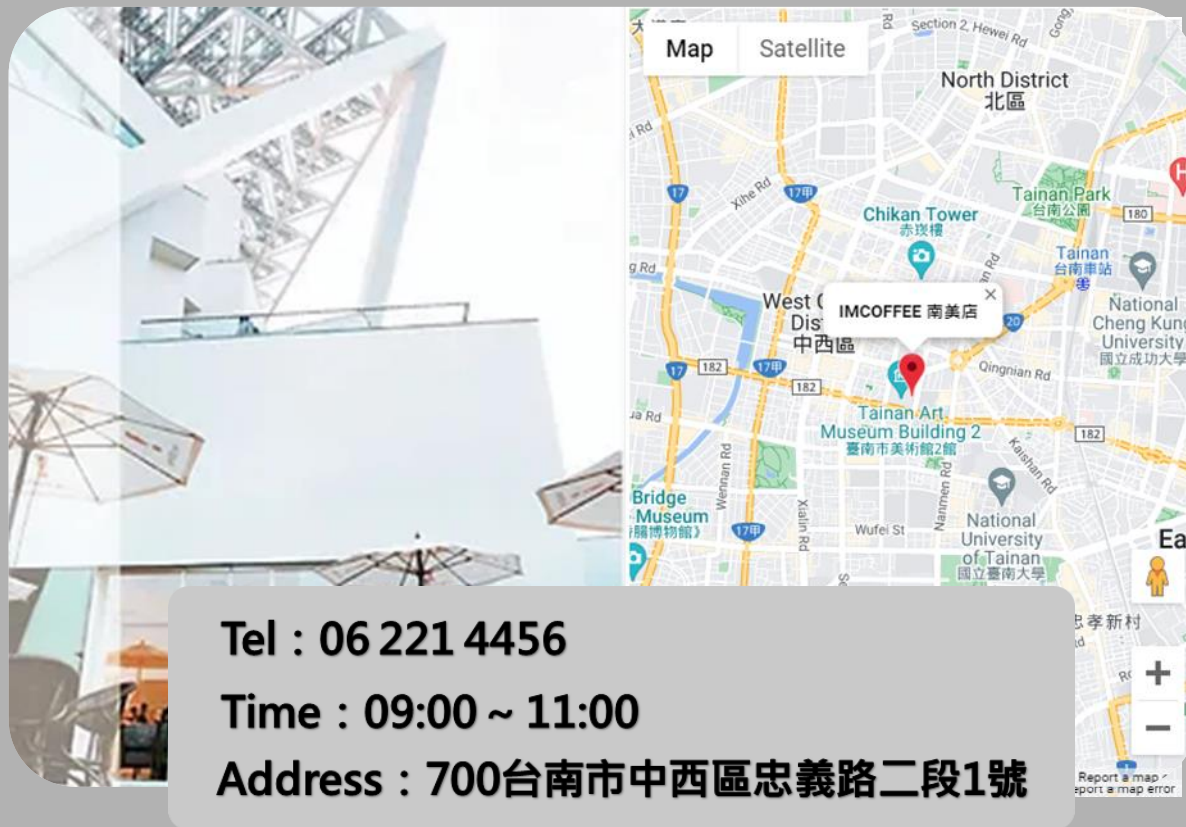 Map
Satellite
Section 2, Hewei Rd
North District
北區
17
Xihe Rd
17甲
Tainan Park
台南公園
180
Chikan Tower
赤崁樓
Tainan
台南車站
National
Cheng Kung
University
國立成功大學
IMCOFFEE 南美店
20
中西區
17
182
17甲
182
Qingnian Rd
Tainan Art
Museum Building 2
臺南市美術館2館
182
Kaishan Rd
Wennan Rd
Nanmen Rd
Bridge
Museum
17甲
Xialin Rd
Wufei St
National
University
of Tainan
國立臺南大學
忠孝新村
1
Report a map
Tel：06 221 4456
Time：09:00 ~ 11:00
Address：700台南市中西區忠義路二段1號